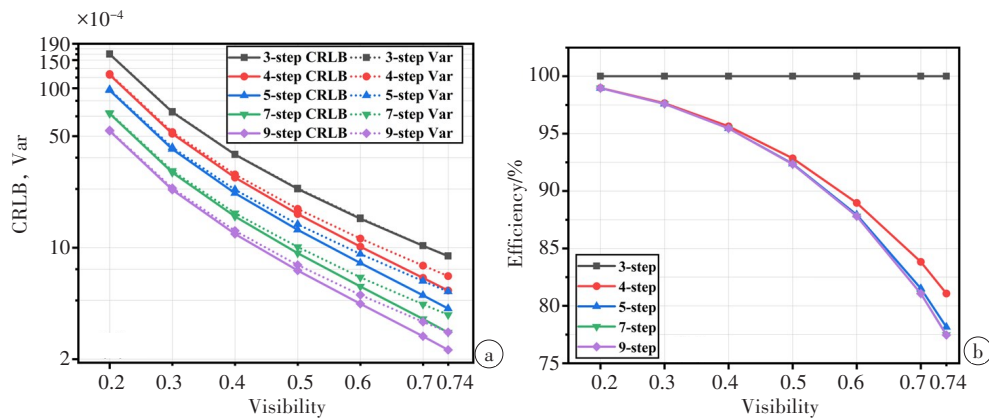 ×10⁻⁴
190
150
100
50
10
2
CRLB, Var
3-step CRLB 3-step Var
4-step CRLB 4-step Var
5-step CRLB 5-step Var
7-step CRLB 7-step Var
9-step CRLB 9-step Var
0.2 0.3 0.4 0.5 0.6 0.7 0.74
Visibility
a
100
95
90
85
80
75
Efficiency/%
3-step
4-step
5-step
7-step
9-step
0.2 0.3 0.4 0.5 0.6 0.7 0.74
Visibility
b